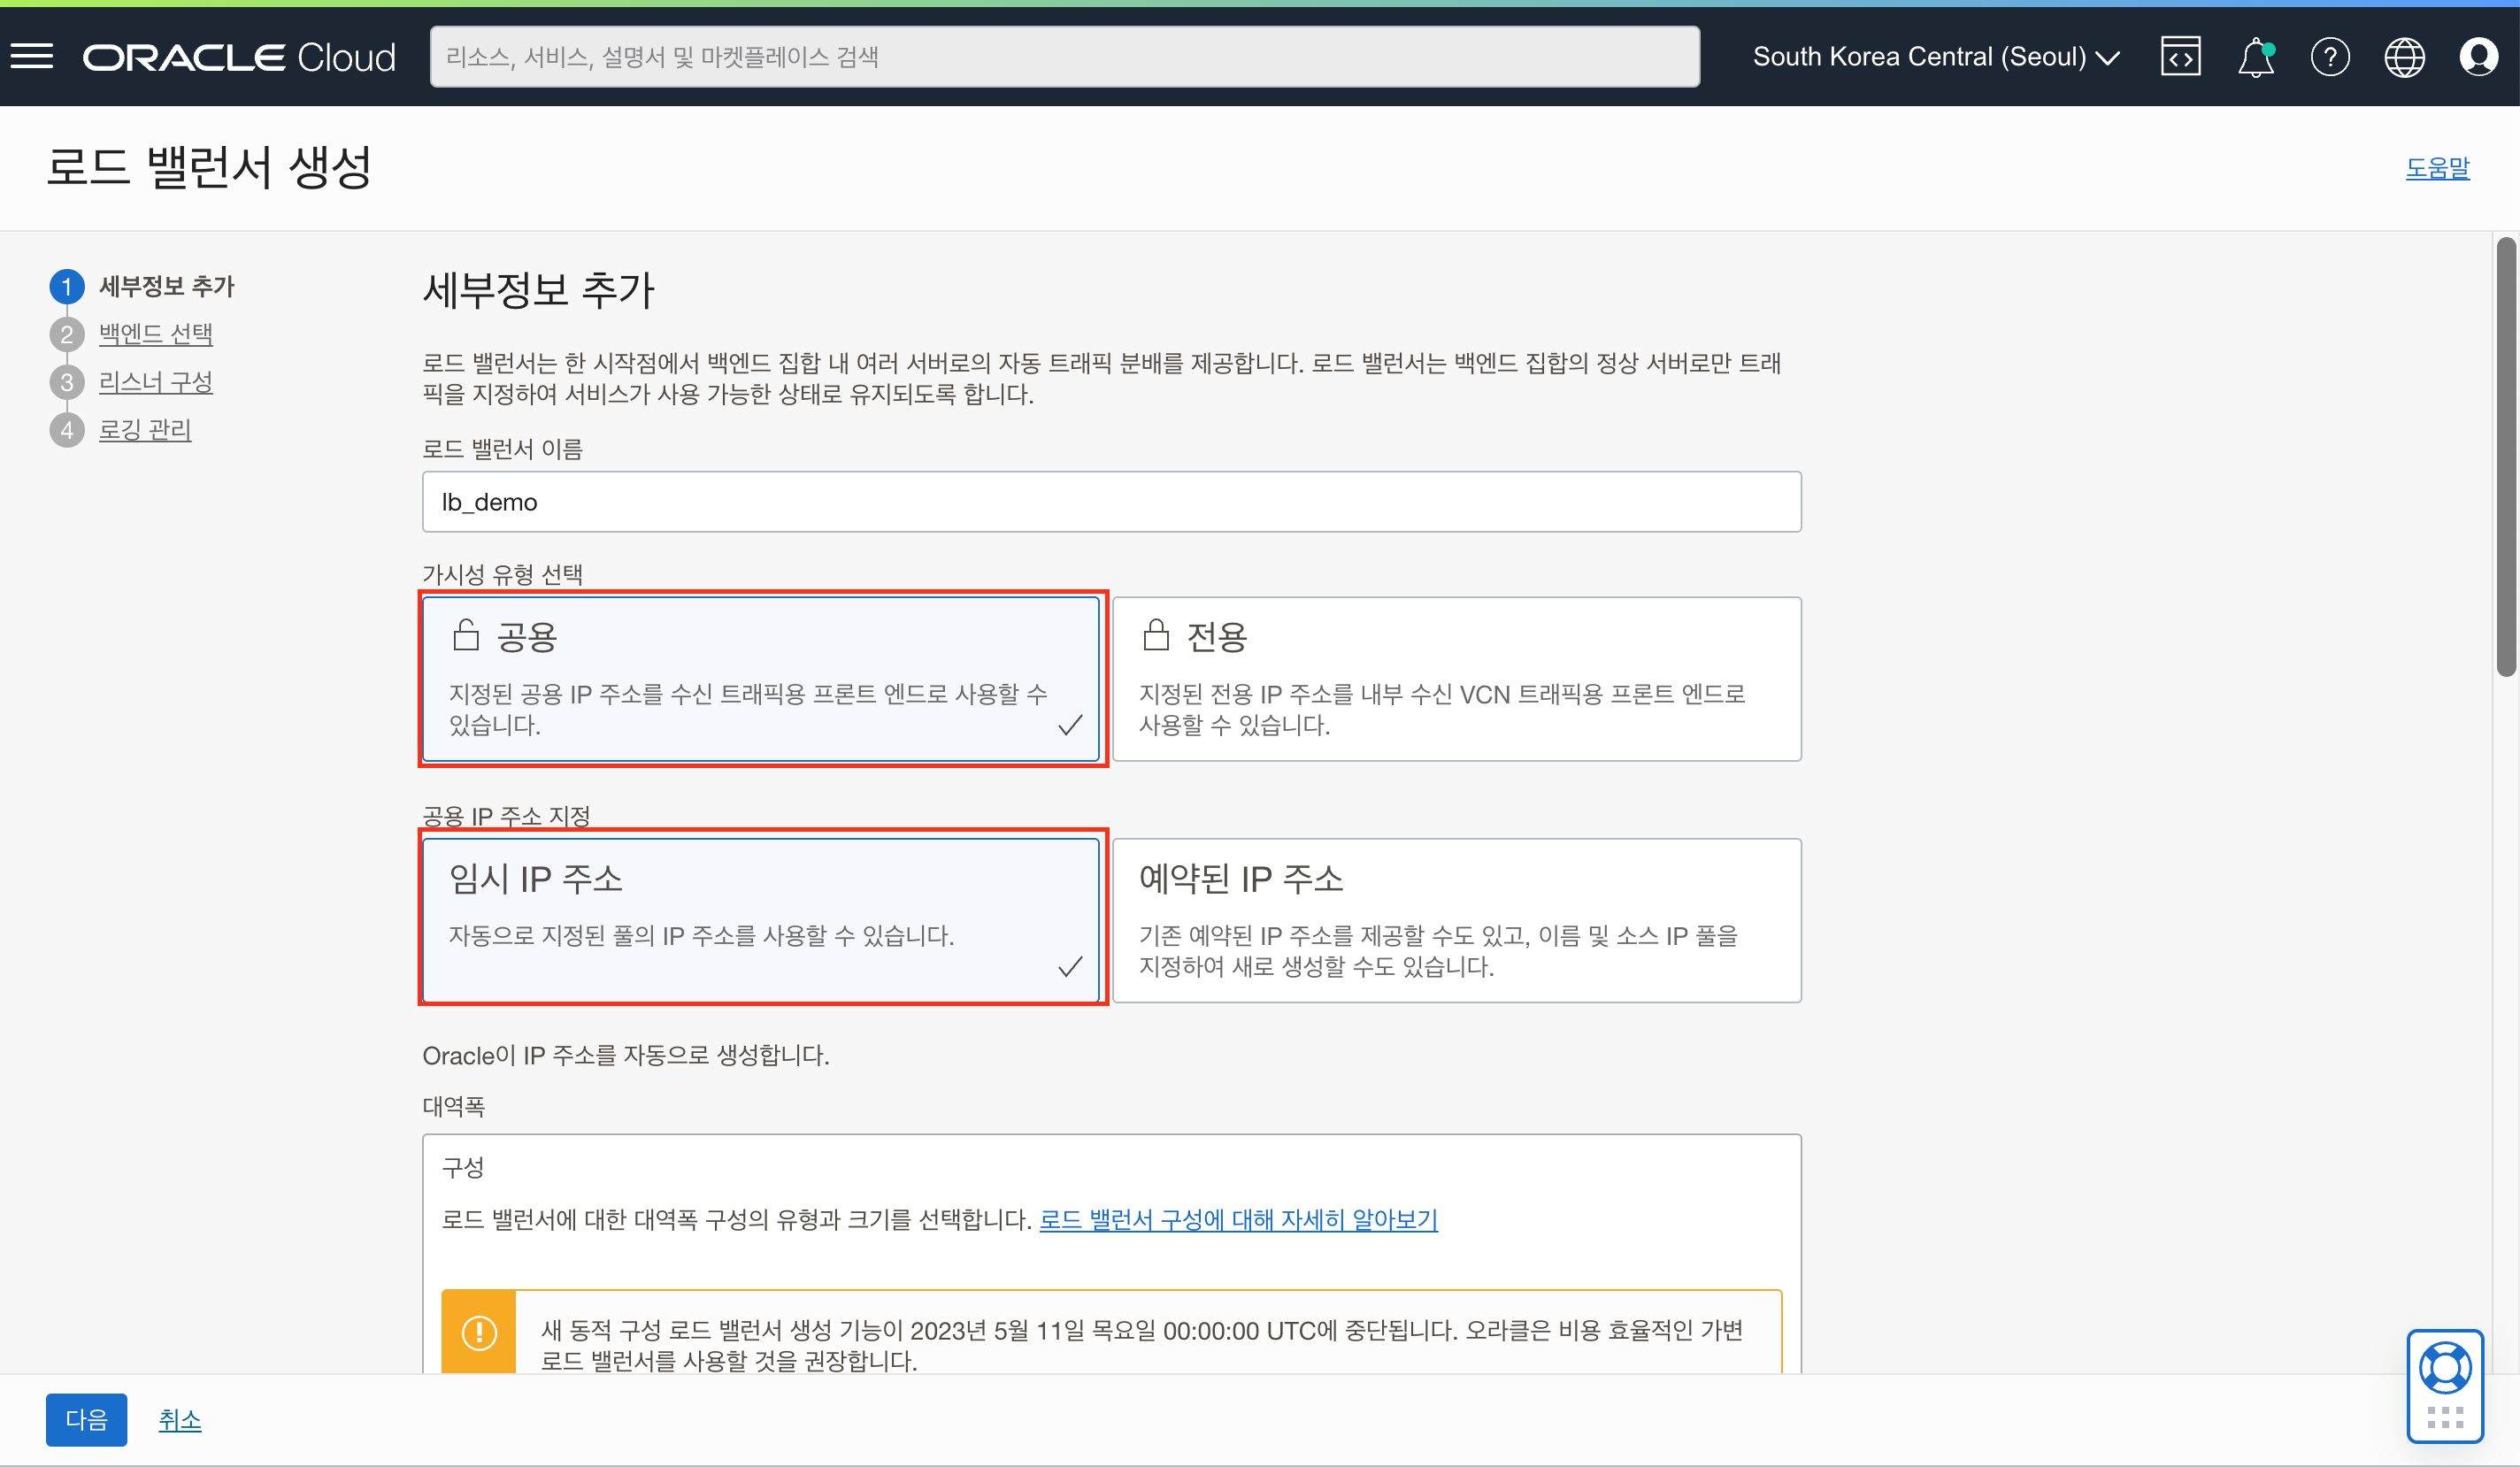 ORACLE Cloud
리소스, 서비스, 설명서 및 마켓플레이스 검색
South Korea Central (Seoul)
로드 밸런서 생성
도움말
1 세부정보 추가
2 백엔드 선택
3 리스너 구성
4 로깅 관리
세부정보 추가
로드 밸런서는 한 시작점에서 백엔드 집합 내 여러 서버로의 자동 트래픽 분배를 제공합니다. 로드 밸런서는 백엔드 집합의 정상 서버로만 트래
픽을 지정하여 서비스가 사용 가능한 상태로 유지되도록 합니다.
로드 밸런서 이름
lb_demo
가시성 유형 선택
공용
지정된 공용 IP 주소를 수신 트래픽용 프론트 엔드로 사용할 수
있습니다.
전용
지정된 전용 IP 주소를 내부 수신 VCN 트래픽용 프론트 엔드로
사용할 수 있습니다.
공용 IP 주소 지정
임시 IP 주소
자동으로 지정된 풀의 IP 주소를 사용할 수 있습니다.
예약된 IP 주소
기존 예약된 IP 주소를 제공할 수도 있고, 이름 및 소스 IP 풀을
지정하여 새로 생성할 수도 있습니다.
Oracle이 IP 주소를 자동으로 생성합니다.
대역폭
구성
로드 밸런서에 대한 대역폭 구성의 유형과 크기를 선택합니다. 로드 밸런서 구성에 대해 자세히 알아보기
새 동적 구성 로드 밸런서 생성 기능이 2023년 5월 11일 목요일 00:00:00 UTC에 중단됩니다. 오라클은 비용 효율적인 가변
로드 밸런서를 사용할 것을 권장합니다.
다음
취소